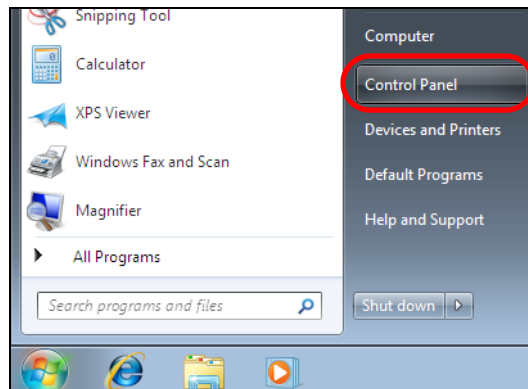 Snipping Tool
Calculator
XPS Viewer
Windows Fax and Scan
Magnifier
All Programs
Search programs and files
Computer
Control Panel
Devices and Printers
Default Programs
Help and Support
Shut down